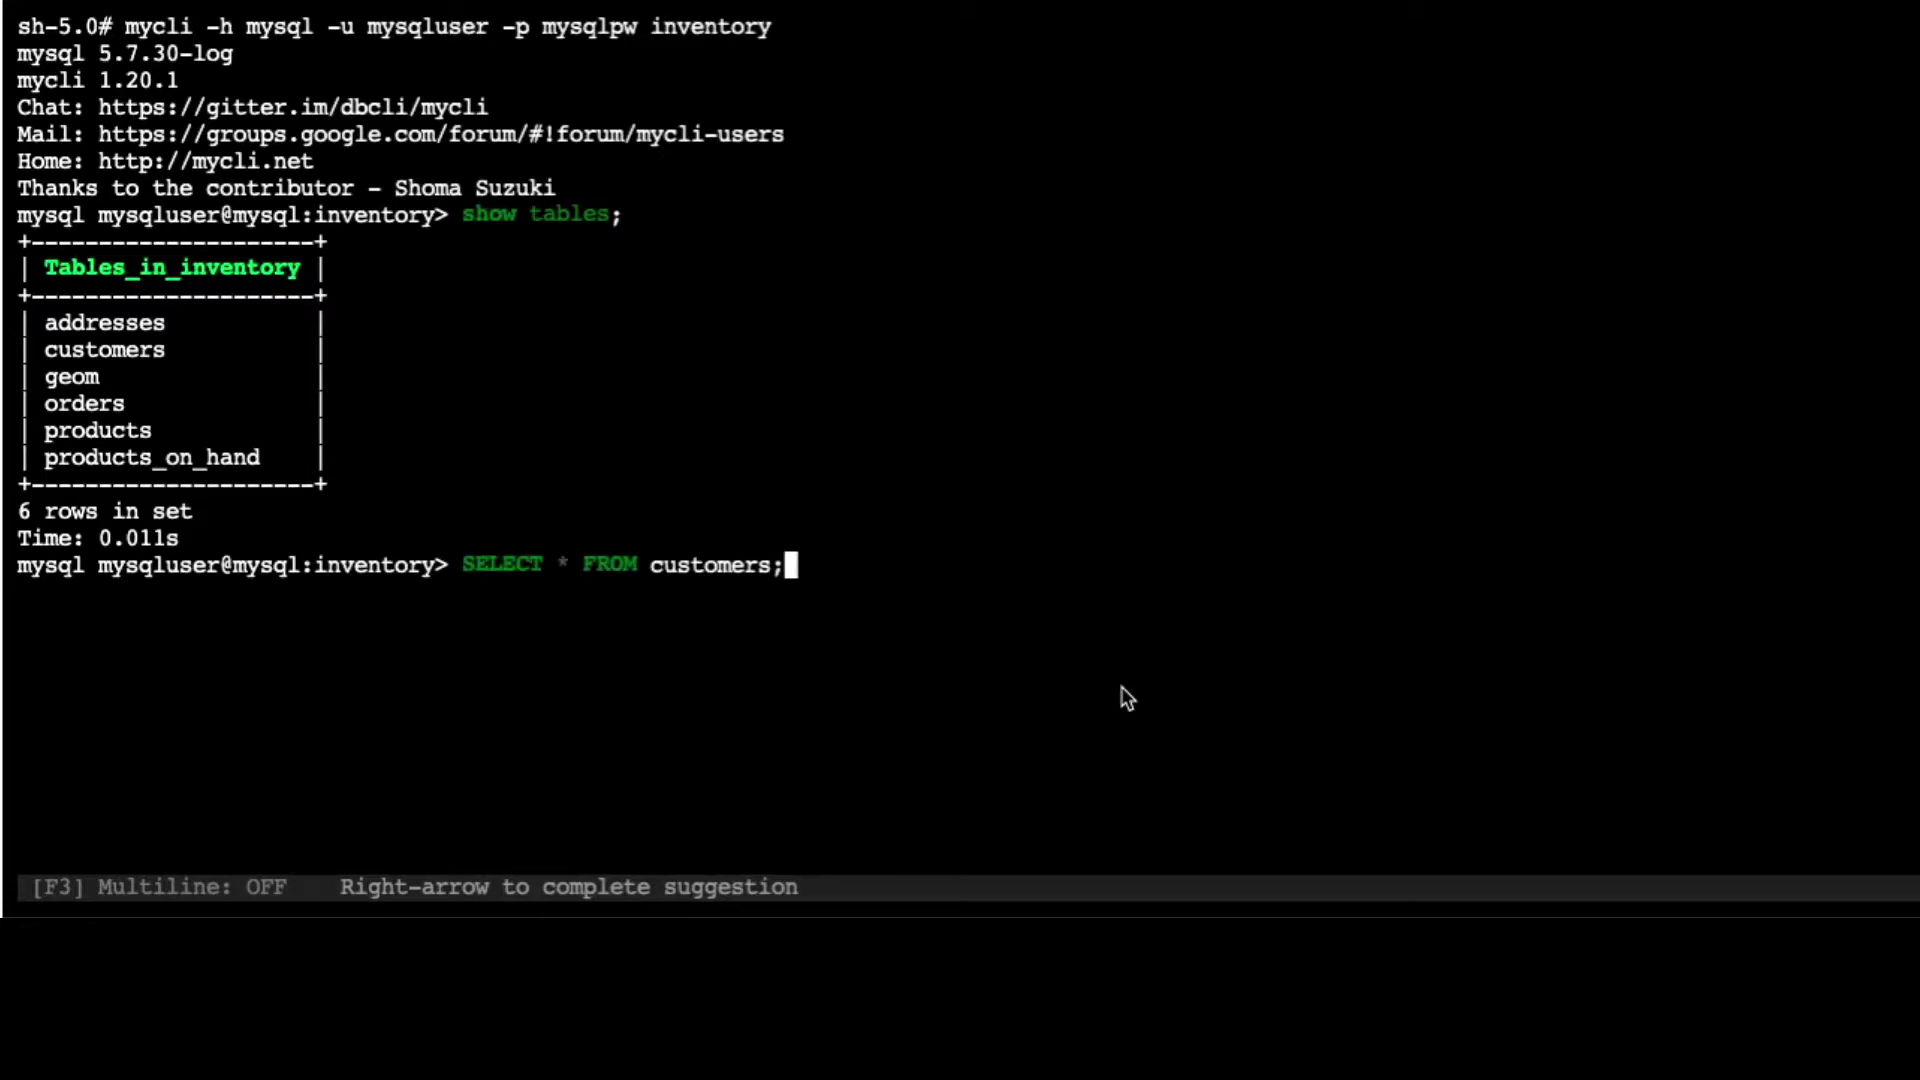 sh-5.0# mycli -h mysql -u mysqluser -p mysqlpw inventory
mysql 5.7.30-log
mycli 1.20.1
Chat: https://gitter.im/dbcli/mycli
Mail: https://groups.google.com/forum/#!forum/mycli-users
Home: http://mycli.net
Thanks to the contributor - Shoma Suzuki
mysql mysqluser@mysql:inventory> show tables;
+---------------------+
| Tables_in_inventory |
+---------------------+
| addresses           |
| customers           |
| geom                |
| orders              |
| products            |
| products_on_hand    |
+---------------------+
6 rows in set
Time: 0.011s
mysql mysqluser@mysql:inventory> SELECT * FROM customers;
[F3] Multiline: OFF    Right-arrow to complete suggestion